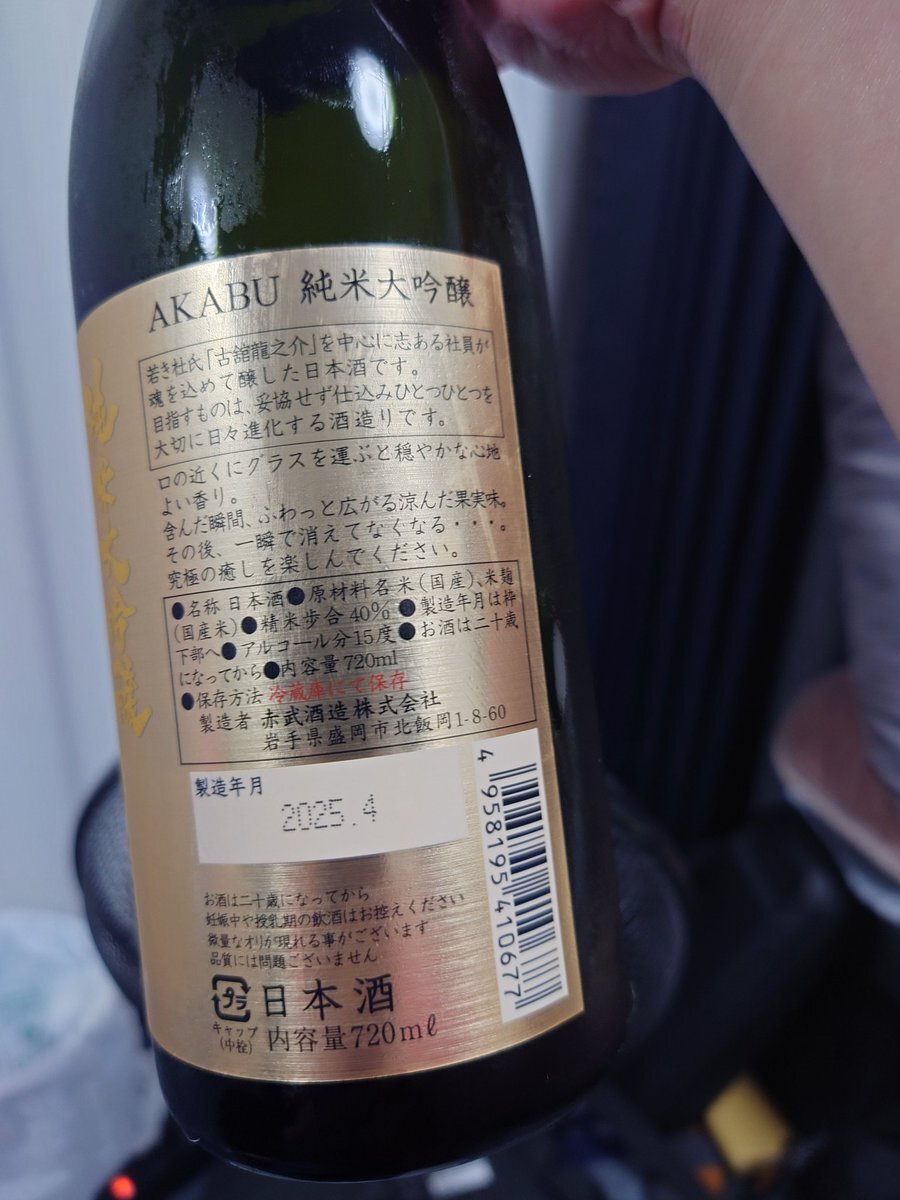 AKABU 純米大吟醸
若き杜氏「古舘龍之介」を中心に志ある社員が
魂を込めて醸した日本酒です。
目指すものは、妥協せず仕込みひとつひとつを
大切に日々進化する酒造りです。
口の近くにグラスを運ぶと穏やかな心地
よい香り。
含んだ瞬間、ふわっと広がる涼んだ果実味。
その後、一瞬で消えてなくなる・・・。
究極の癒しを楽しんでください。
●名称 日本酒●原材料名 米(国産)、米麹
(国産米)●精米歩合 40%●製造年月は枠
下部へ●アルコール分15度●お酒は二十歳
になってから●内容量720ml
●保存方法 冷蔵庫にて保存
製造者 赤武酒造株式会社
岩手県盛岡市北飯岡1-8-60
製造年月
2025.4
4 958195 410677
お酒は二十歳になってから
妊娠中や授乳期の飲酒はお控えください
微量なオリが現れる事がございます
品質には問題ございません
プラ 日本酒
キャップ
(中栓)
内容量720mℓ
純米大吟醸